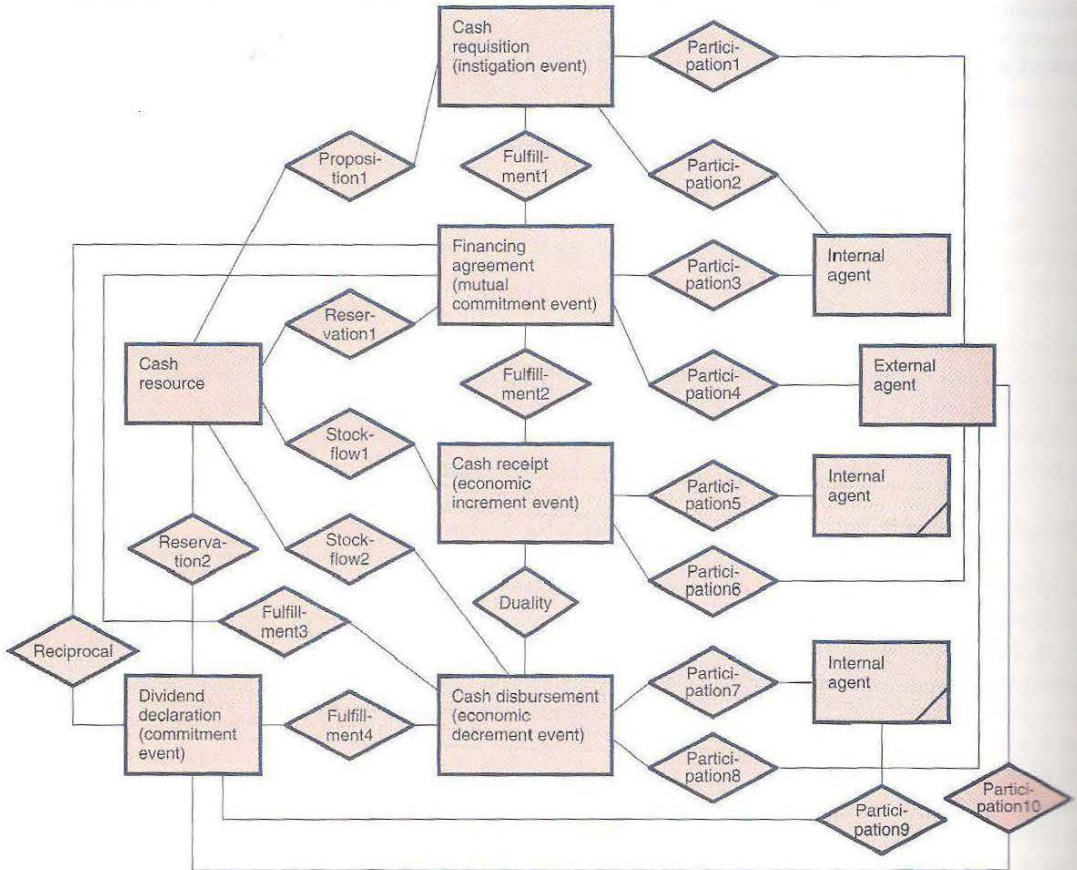 Cash
requisition
(instigation event)
Partici-
pation1
Proposi-
tion1
Fulfill-
ment1
Partici-
pation2
Financing
agreement
(mutual
commitment event)
Partici-
pation3
Internal
agent
Reser-
vation1
Cash
resource
Fulfill-
ment2
Partici-
pation4
External
agent
Stock-
flow1
Cash receipt
(economic
increment event)
Partici-
pation5
Internal
agent
Reserva-
tion2
Stock-
flow2
Partici-
pation6
Duality
Fulfill-
ment3
Reciprocal
Dividend
declaration
(commitment
event)
Fulfill-
ment4
Cash disbursement
(economic
decrement event)
Partici-
pation7
Internal
agent
Partici-
pation8
Partici-
pation9
Partici-
pation10